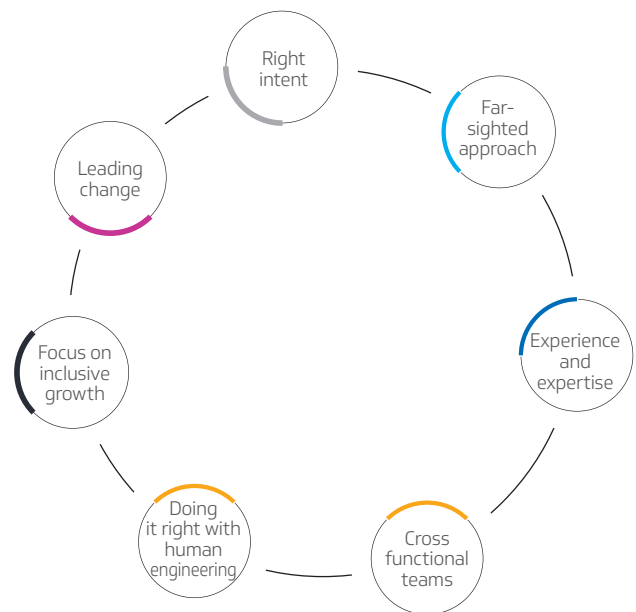 Right
intent
Far-
sighted
approach
Experience
and
expertise
Cross
functional
teams
Doing
it right with
human
engineering
Focus on
inclusive
growth
Leading
change